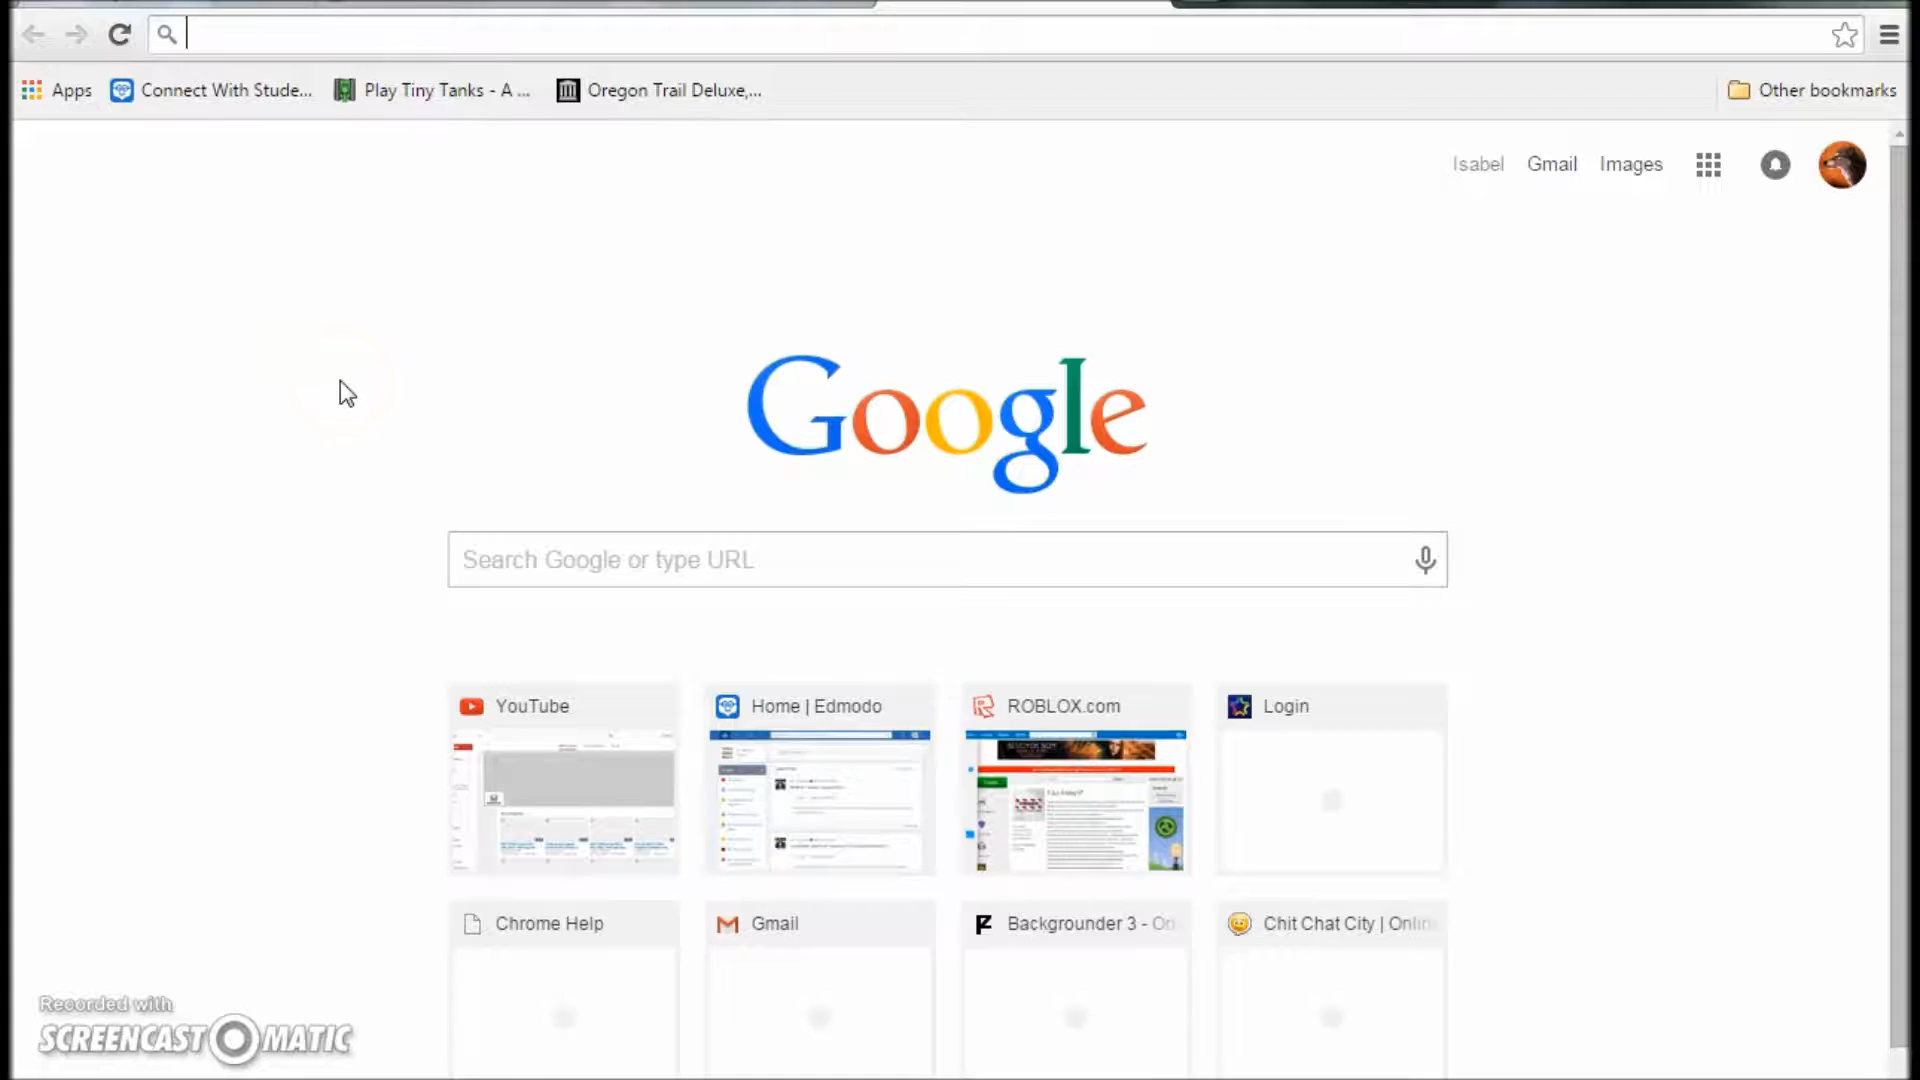 Apps Connect With Stude... Play Tiny Tanks - A ... Oregon Trail Deluxe,... Other bookmarks
Isabel Gmail Images
Google
Search Google or type URL
YouTube Home | Edmodo ROBLOX.com Login
Chrome Help Gmail Backgrounder 3 - On Chit Chat City | Onlin
Recorded with
SCREENCAST-O-MATIC